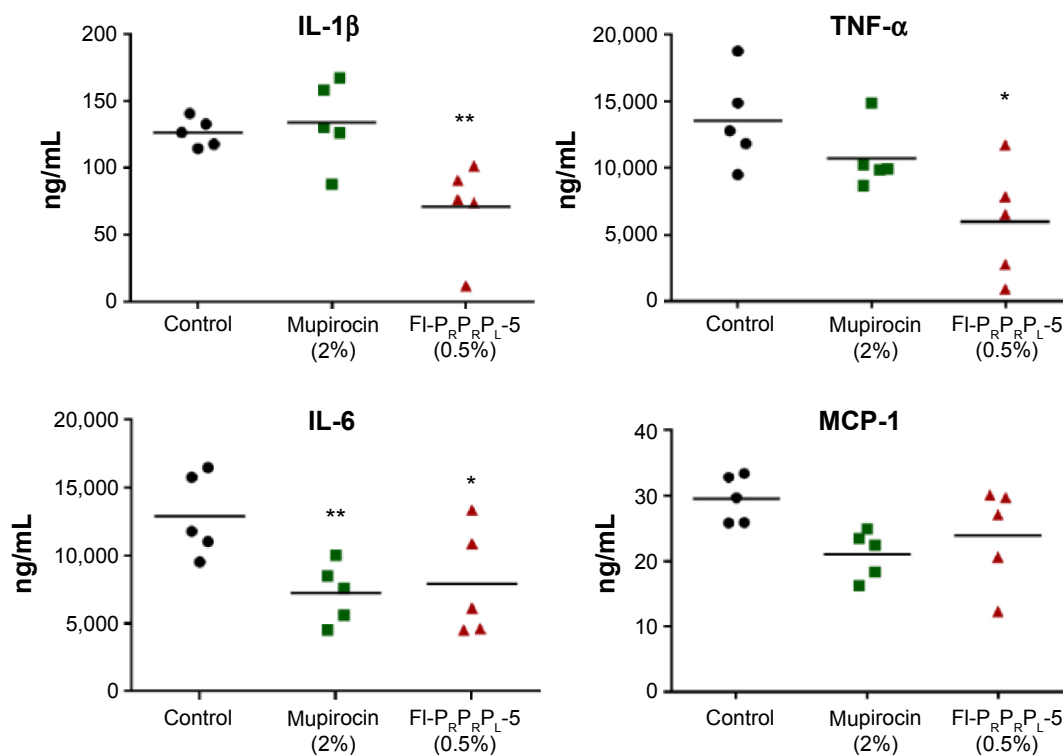 IL-1β
200
150
100
50
0
ng/mL
**
Control
Mupirocin
(2%)
Fl-PRPRPL-5
(0.5%)
TNF-α
20,000
15,000
10,000
5,000
0
ng/mL
*
Control
Mupirocin
(2%)
Fl-PRPRPL-5
(0.5%)
IL-6
20,000
15,000
10,000
5,000
0
ng/mL
**
*
Control
Mupirocin
(2%)
Fl-PRPRPL-5
(0.5%)
MCP-1
40
30
20
10
0
ng/mL
Control
Mupirocin
(2%)
Fl-PRPRPL-5
(0.5%)